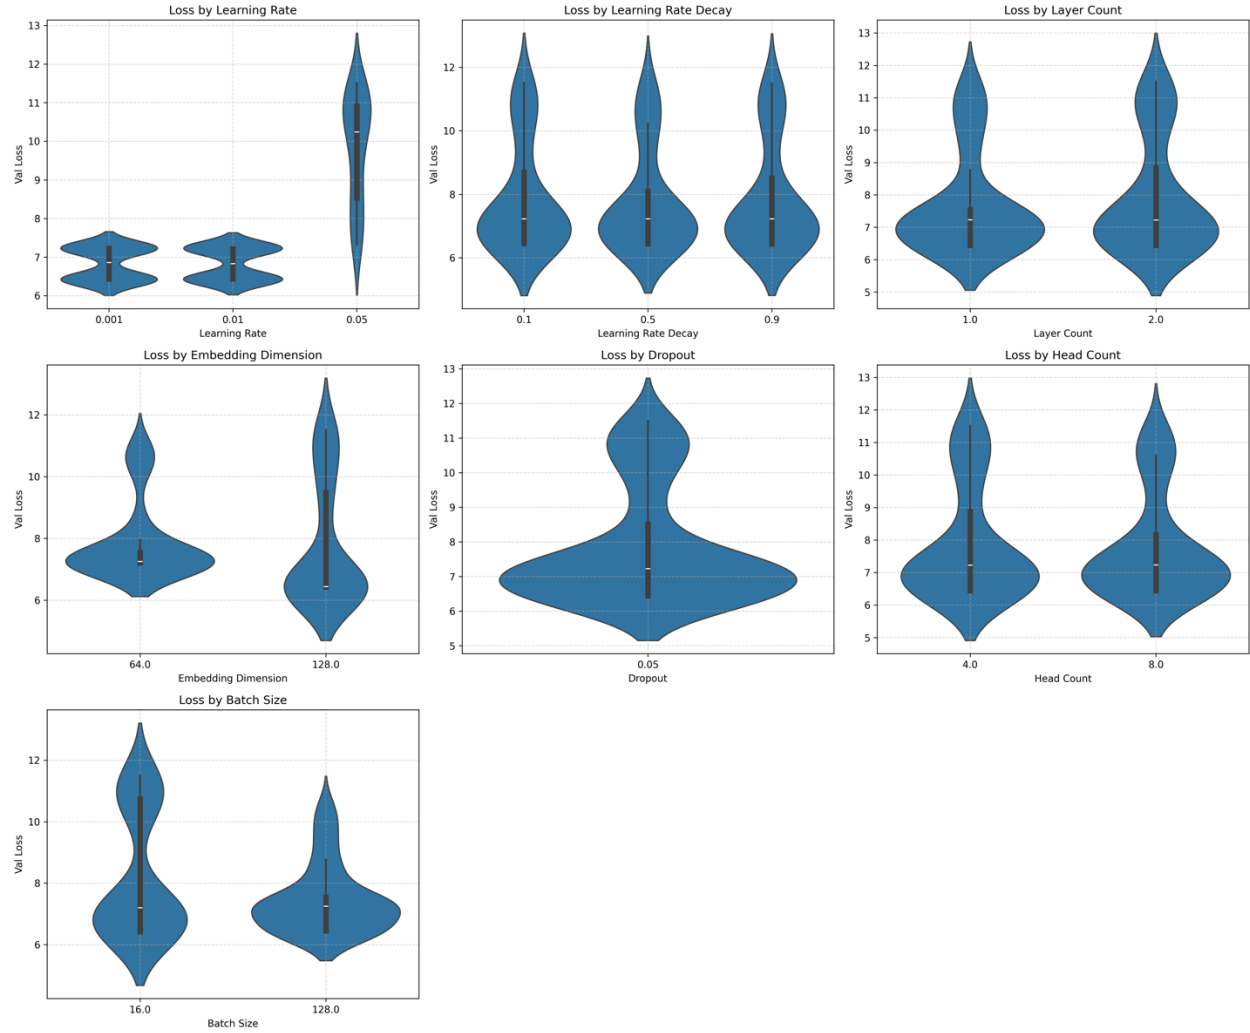 Loss by Learning Rate
Val Loss
13
12
11
10
9
8
7
6
0.001 0.01 0.05
Learning Rate
Loss by Learning Rate Decay
Val Loss
12
10
8
6
0.1 0.5 0.9
Learning Rate Decay
Loss by Layer Count
Val Loss
13
12
11
10
9
8
7
6
5
1.0 2.0
Layer Count
Loss by Embedding Dimension
Val Loss
12
10
8
6
64.0 128.0
Embedding Dimension
Loss by Dropout
Val Loss
13
12
11
10
9
8
7
6
5
0.05
Dropout
Loss by Head Count
Val Loss
13
12
11
10
9
8
7
6
5
4.0 8.0
Head Count
Loss by Batch Size
Val Loss
12
10
8
6
16.0 128.0
Batch Size